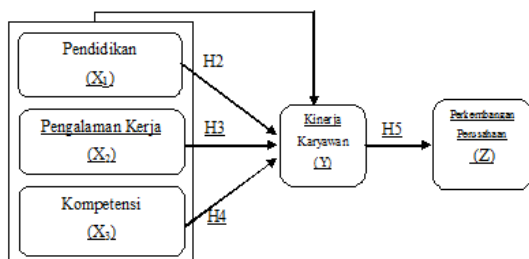 Pendidikan
(X1)
H2
Pengalaman Kerja
(X2)
H3
Kompetensi
(X3)
H4
Kinerja
Karyawan
(Y)
H5
Perkembangan
Perusahaan
(Z)